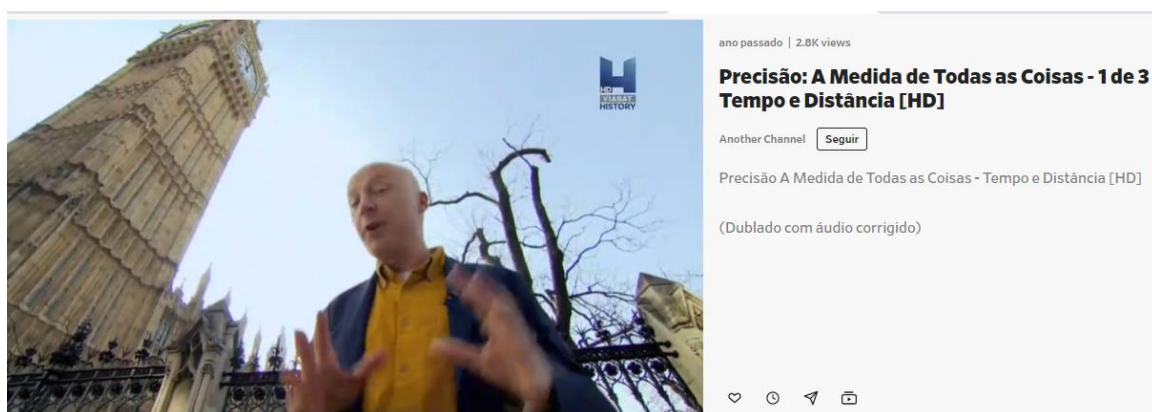 HD
VIASAT
HISTORY
ano passado | 2.8K views
Precisão: A Medida de Todas as Coisas - 1 de 3
Tempo e Distância [HD]
Another Channel
Seguir
Precisão A Medida de Todas as Coisas - Tempo e Distância [HD]
(Dublado com áudio corrigido)